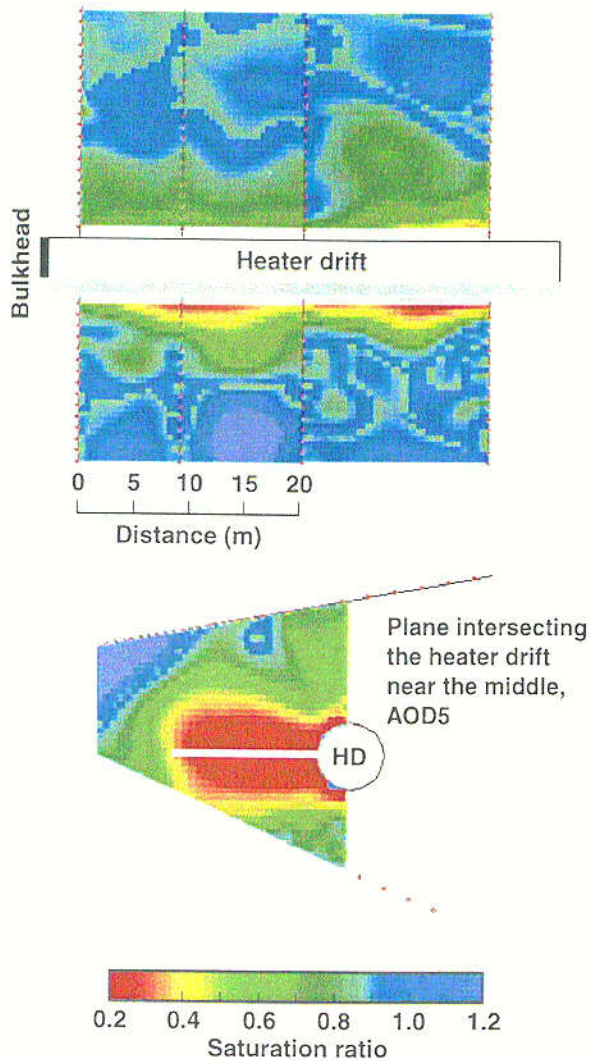 Bulkhead
Heater drift
0 5 10 15 20
Distance (m)
Plane intersecting
the heater drift
near the middle,
AOD5
HD
0.2 0.4 0.6 0.8 1.0 1.2
Saturation ratio